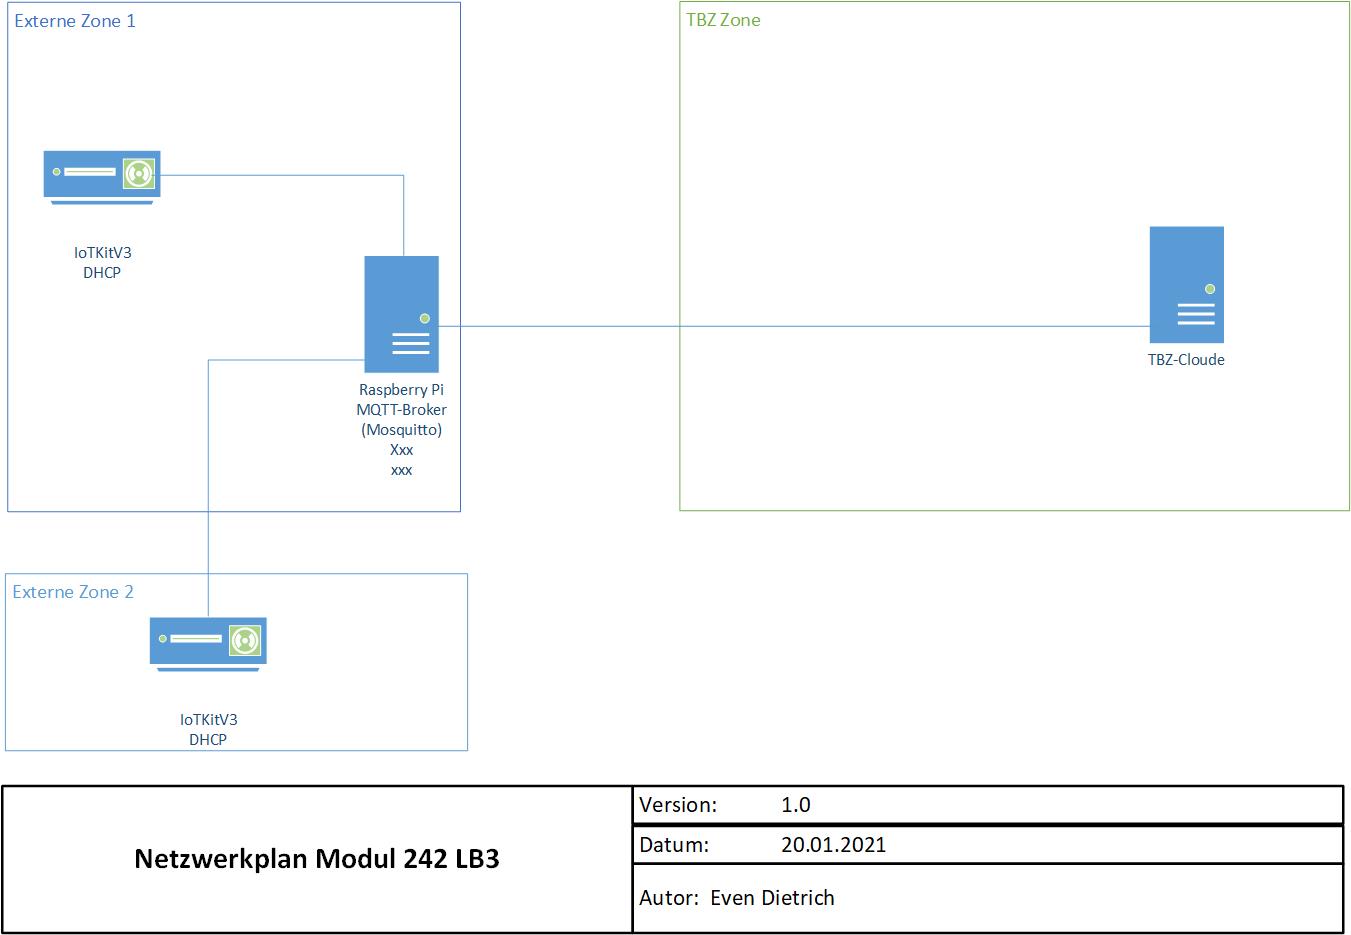 Externe Zone 1
TBZ Zone
IoTKitV3
DHCP
Raspberry Pi
MQTT-Broker
(Mosquitto)
Xxx
xxx
TBZ-Cloude
Externe Zone 2
IoTKitV3
DHCP
Netzwerkplan Modul 242 LB3
Version: 1.0
Datum: 20.01.2021
Autor: Even Dietrich